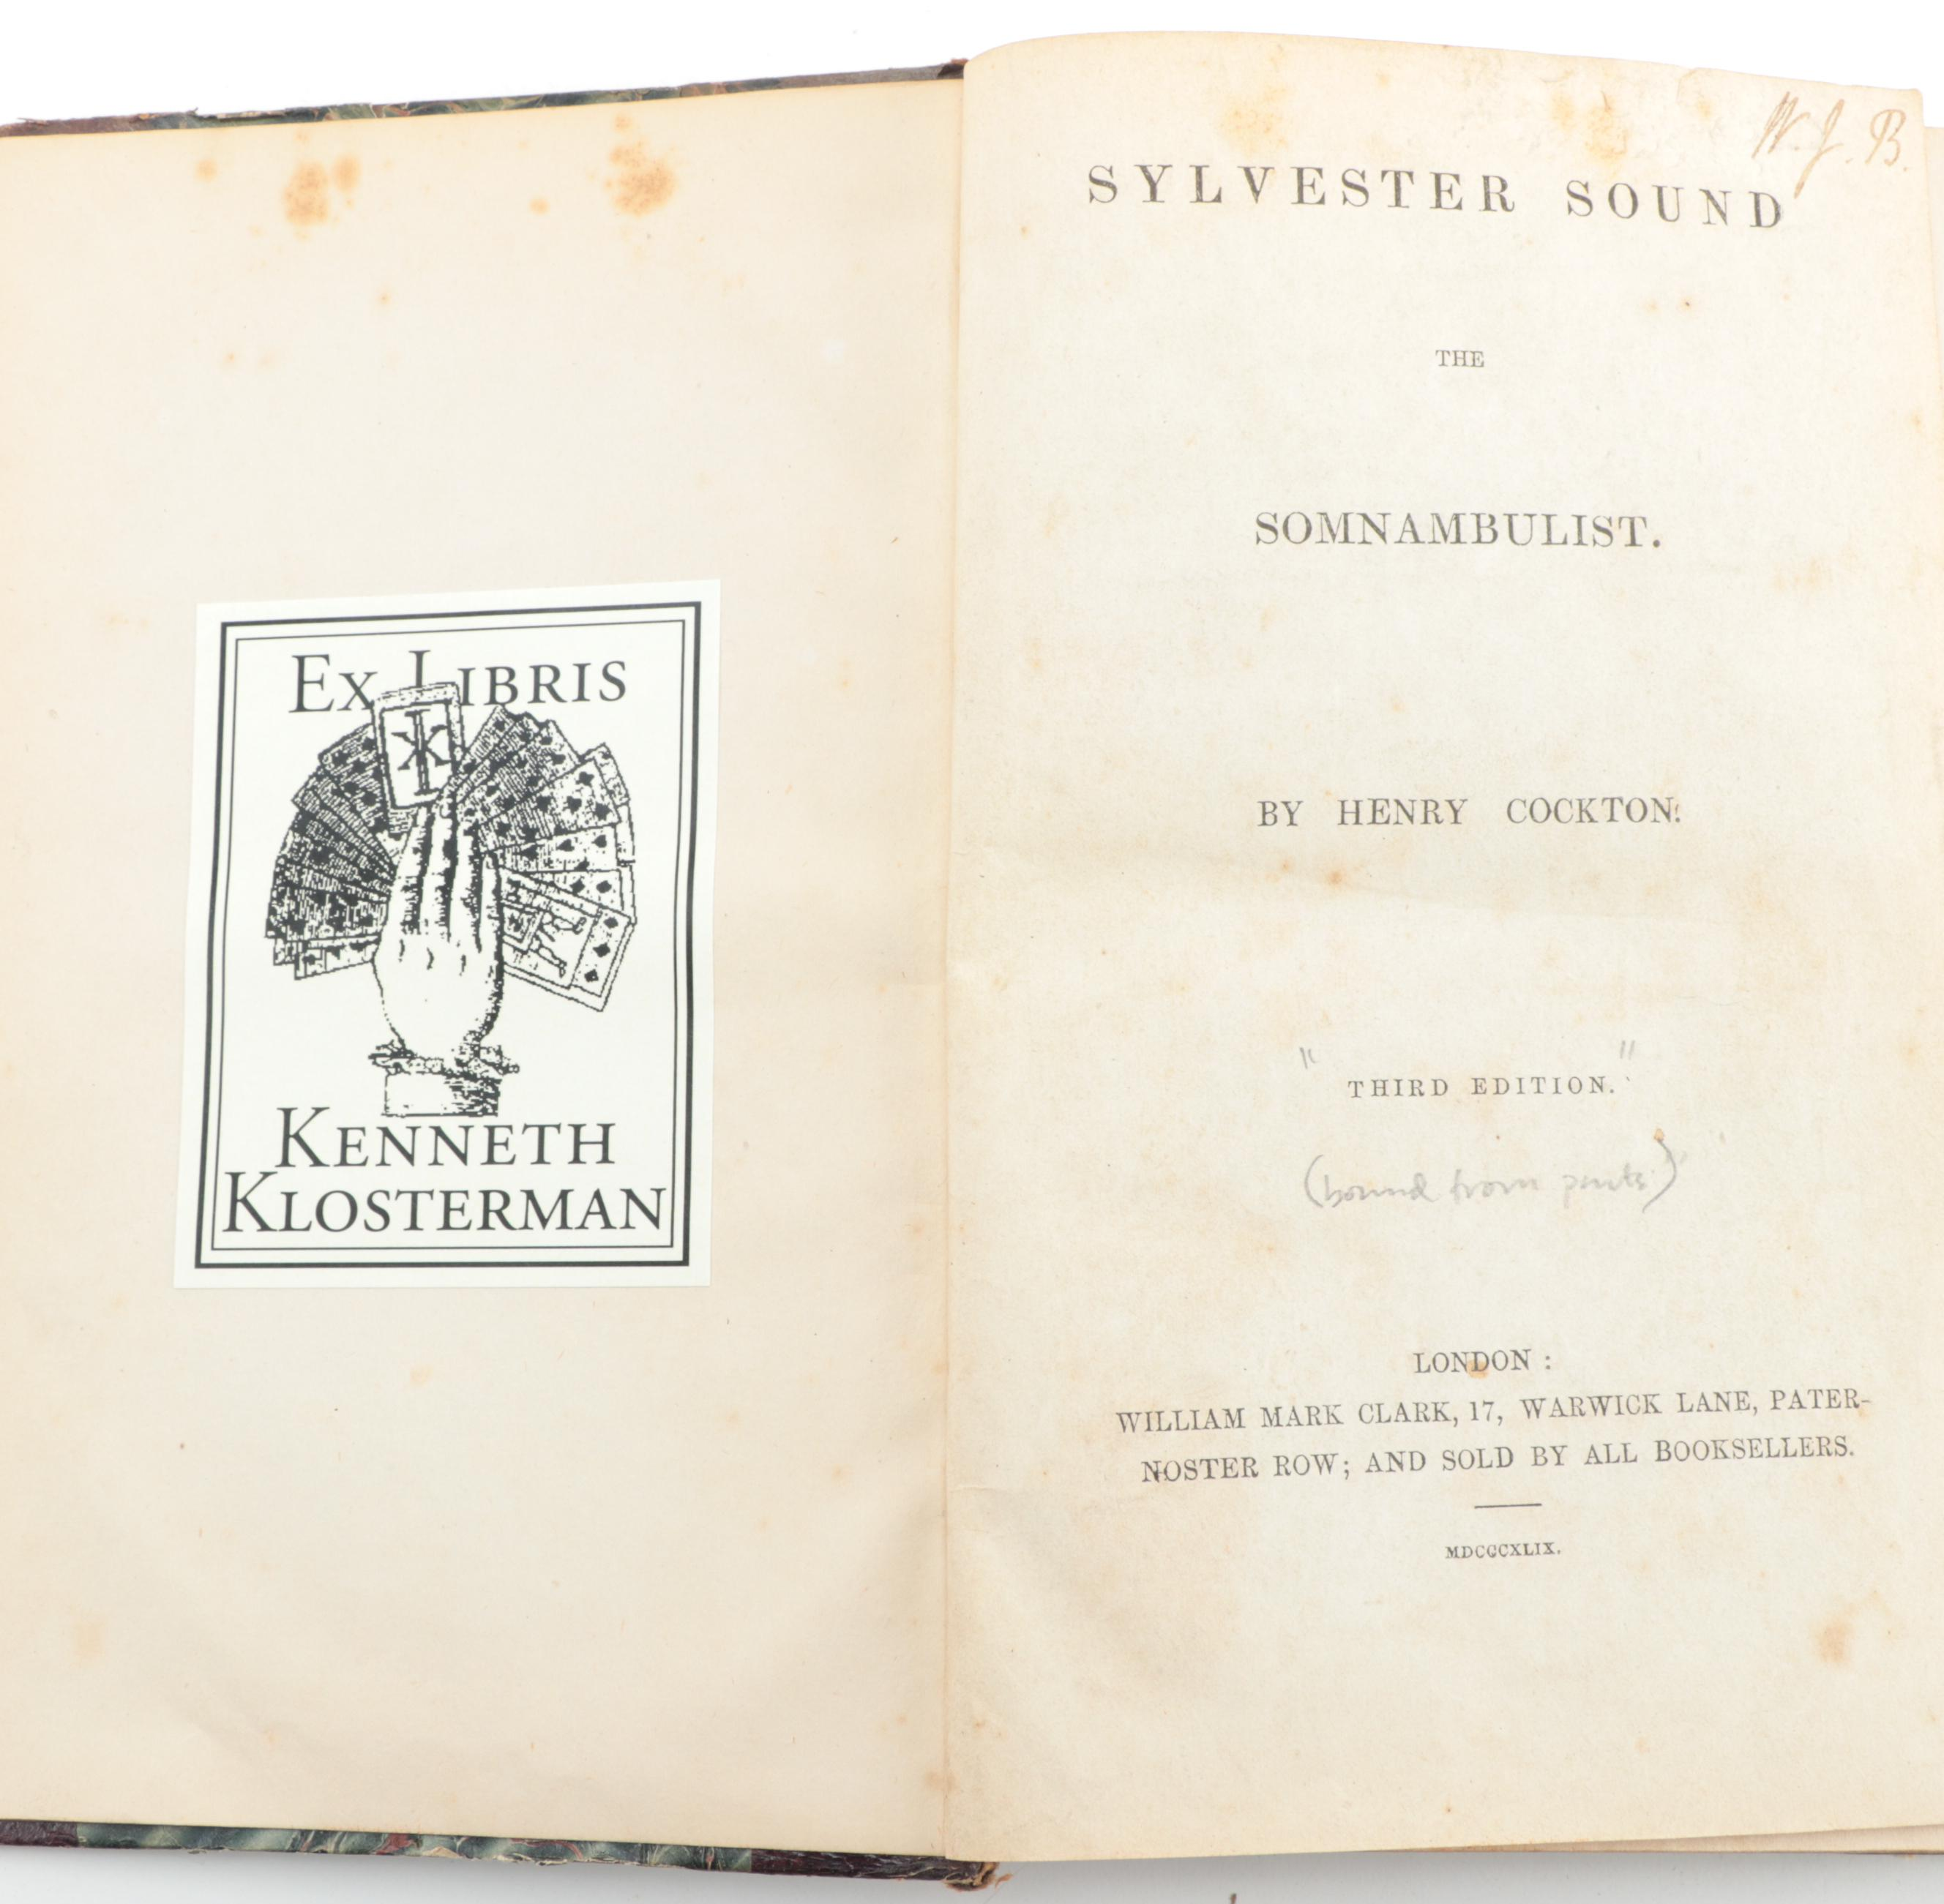 EX LIBRIS
KENNETH
KLOSTERMAN
W. J. B.
SYLVESTER SOUND
THE
SOMNAMBULIST.
BY HENRY COCKTON.
" THIRD EDITION. "
(bound from parts)
LONDON :
WILLIAM MARK CLARK, 17, WARWICK LANE, PATER-
NOSTER ROW; AND SOLD BY ALL BOOKSELLERS.
MDCCCXLIX.